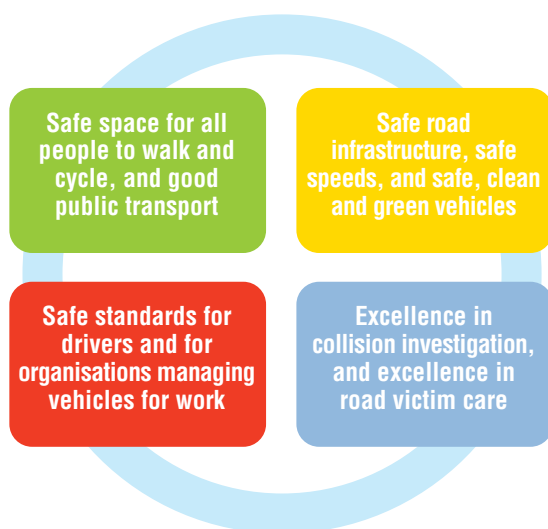 Safe space for all
people to walk and
cycle, and good
public transport
Safe road
infrastructure, safe
speeds, and safe, clean
and green vehicles
Safe standards for
drivers and for
organisations managing
vehicles for work
Excellence in
collision investigation,
and excellence in
road victim care